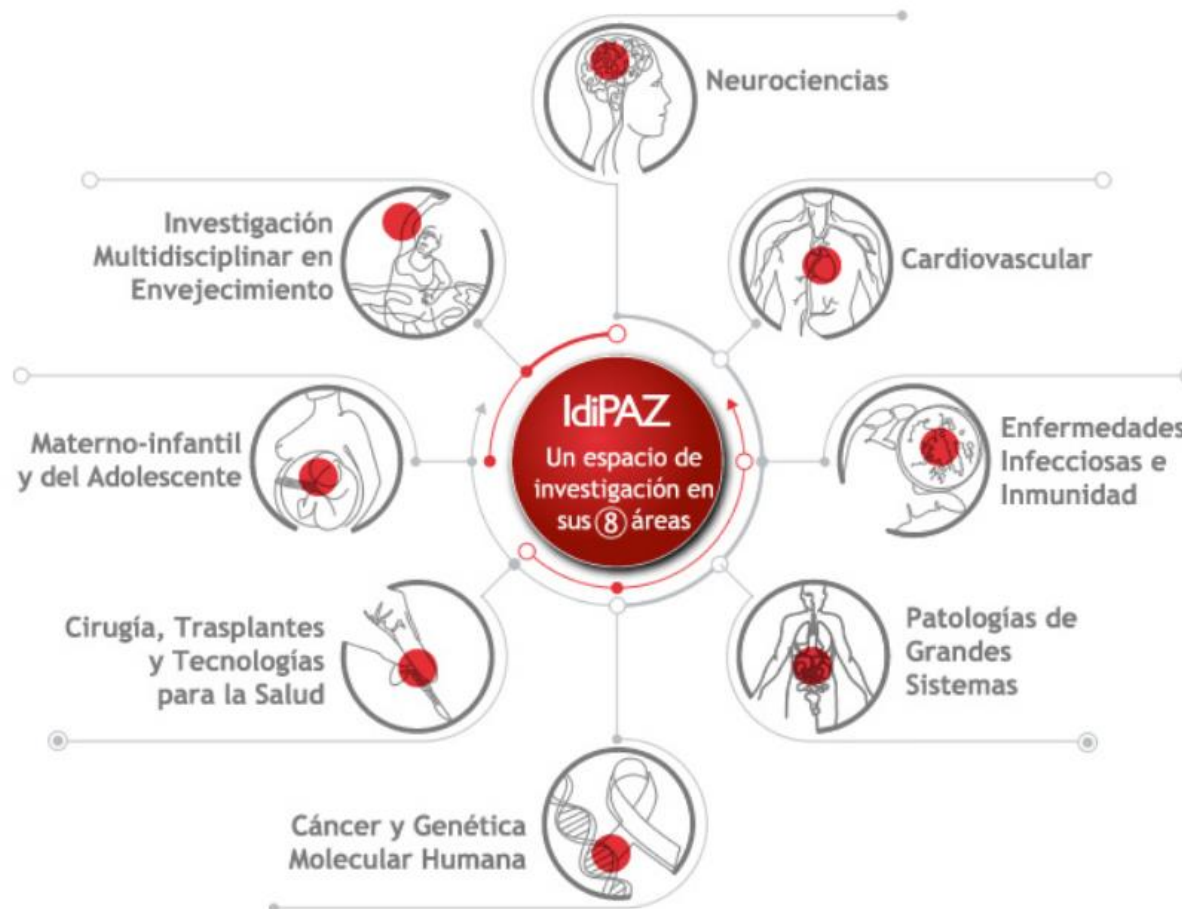 Neurociencias
Cardiovascular
Enfermedades
Infecciosas e
Inmunidad
Patologías de
Grandes
Sistemas
Cáncer y Genética
Molecular Humana
Cirugía, Trasplantes
y Tecnologías
para la Salud
Materno-infantil
y del Adolescente
Investigación
Multidisciplinar en
Envejecimiento
IdiPAZ
Un espacio de
investigación en
sus 8 áreas